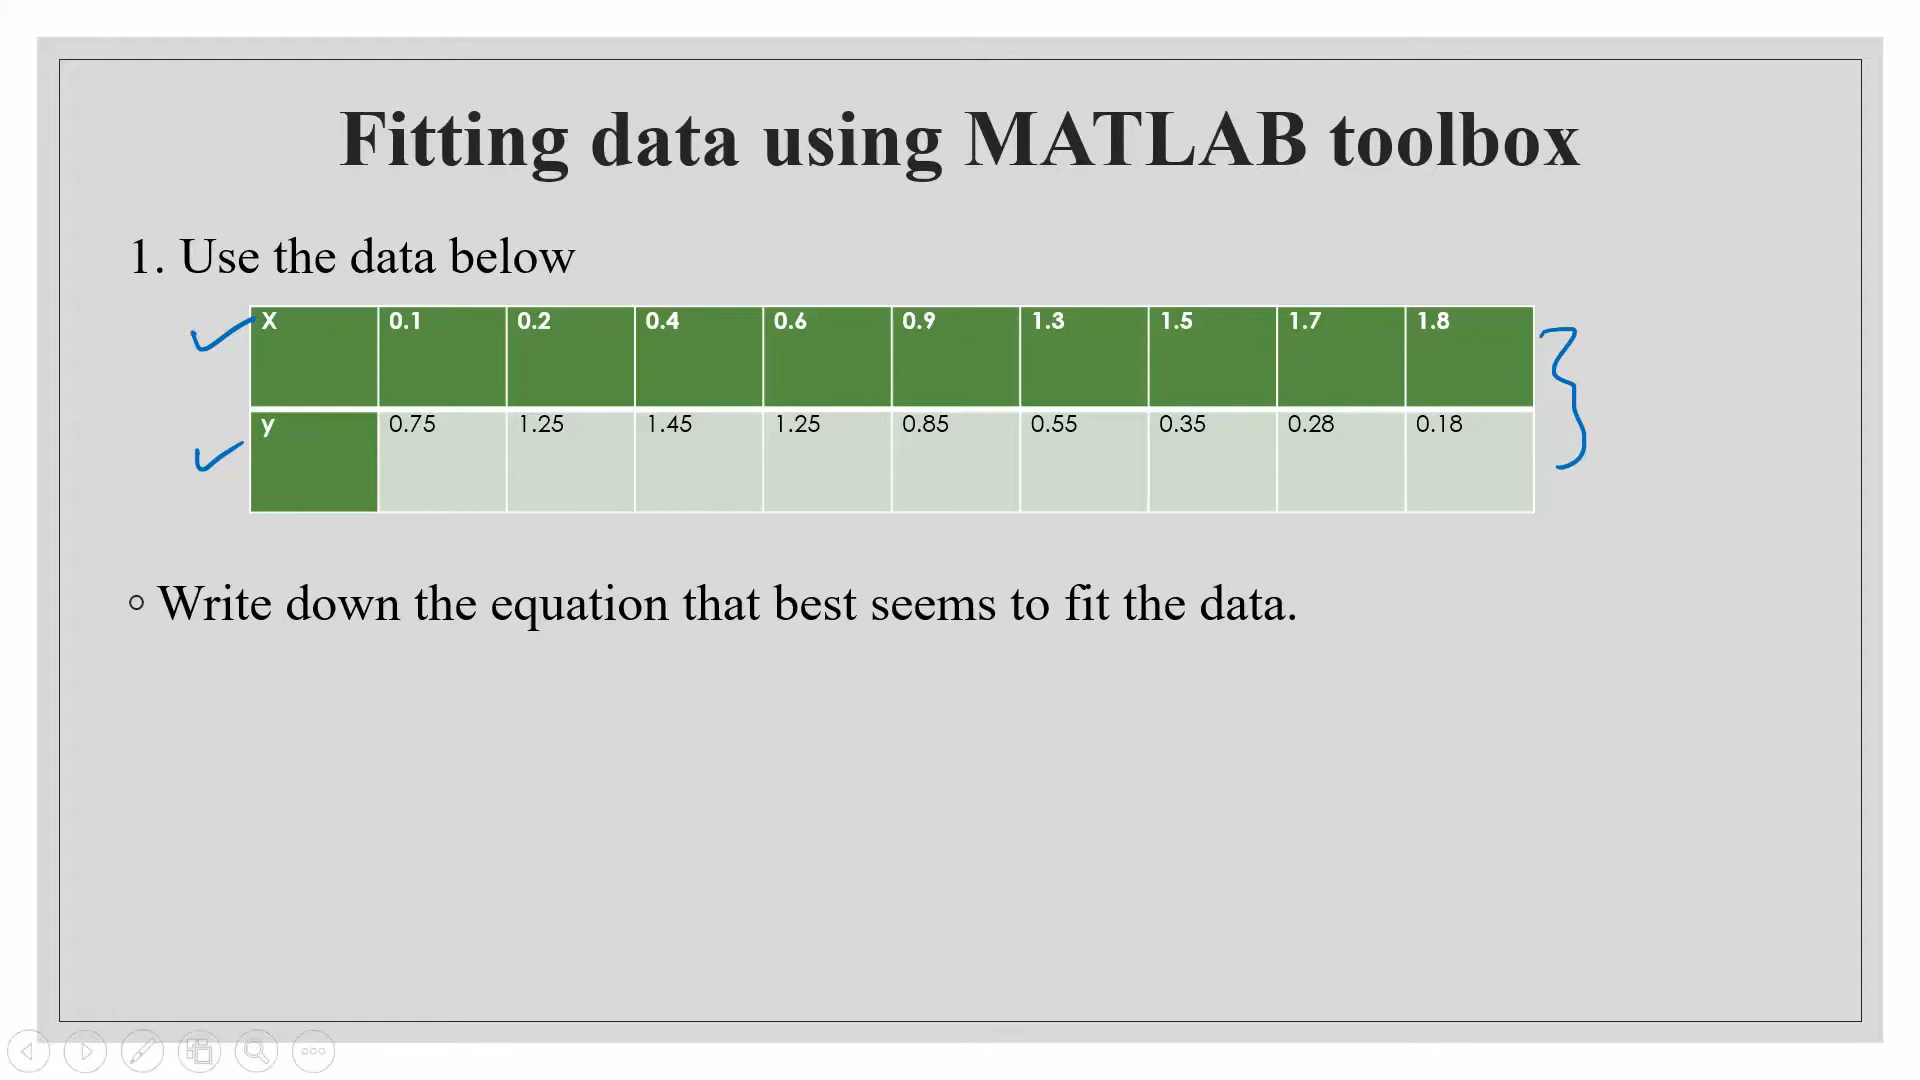 Fitting data using MATLAB toolbox
1. Use the data below
X 0.1 0.2 0.4 0.6 0.9 1.3 1.5 1.7 1.8
y 0.75 1.25 1.45 1.25 0.85 0.55 0.35 0.28 0.18
Write down the equation that best seems to fit the data.